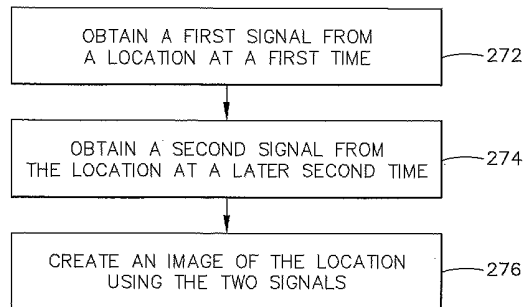 OBTAIN A FIRST SIGNAL FROM
A LOCATION AT A FIRST TIME
272
OBTAIN A SECOND SIGNAL FROM
THE LOCATION AT A LATER SECOND TIME
274
CREATE AN IMAGE OF THE LOCATION
USING THE TWO SIGNALS
276